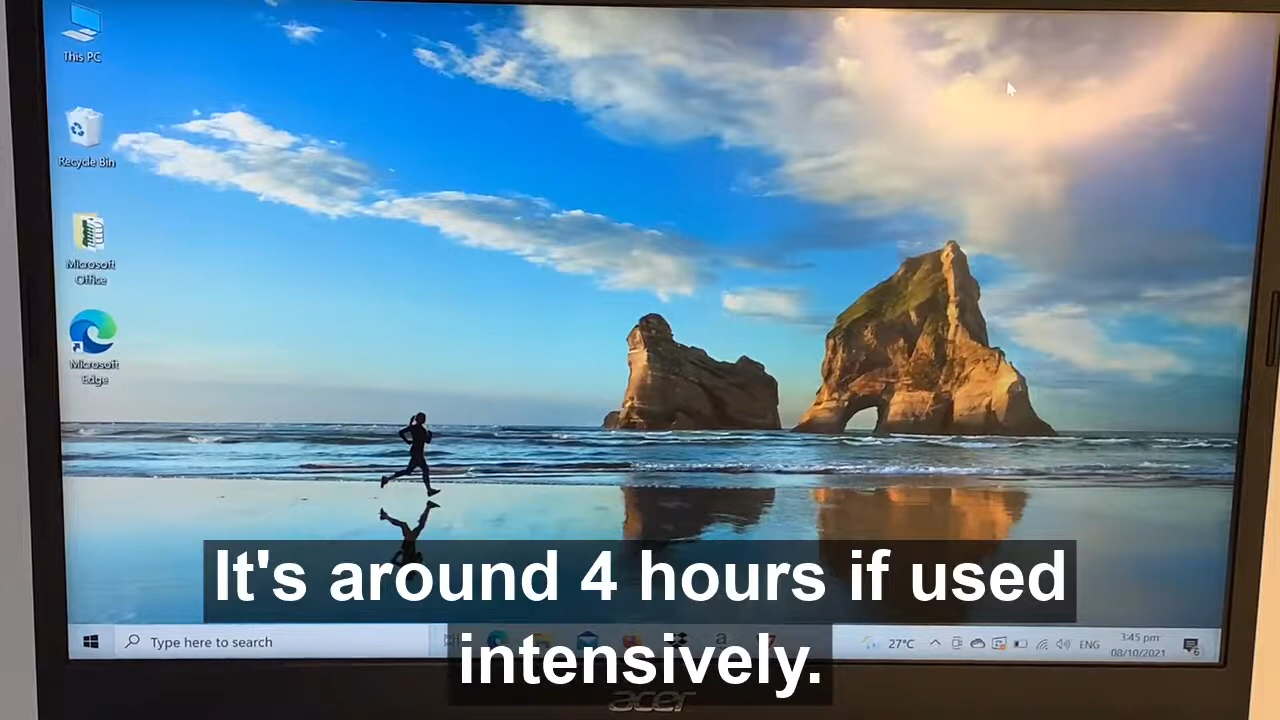 This PC
Recycle Bin
Microsoft
Office
Microsoft
Edge
It's around 4 hours if used
intensively.
Type here to search
a
27°C
ENG
3:45 pm
08/10/2021
6
acer